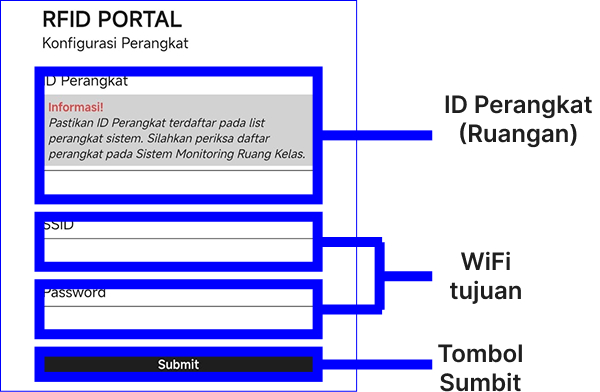 RFID PORTAL
Konfigurasi Perangkat
ID Perangkat
Informasi!
Pastikan ID Perangkat terdaftar pada list
perangkat sistem. Silahkan periksa daftar
perangkat pada Sistem Monitoring Ruang Kelas.
SSID
Password
Submit
ID Perangkat
(Ruangan)
WiFi
tujuan
Tombol
Sumbit